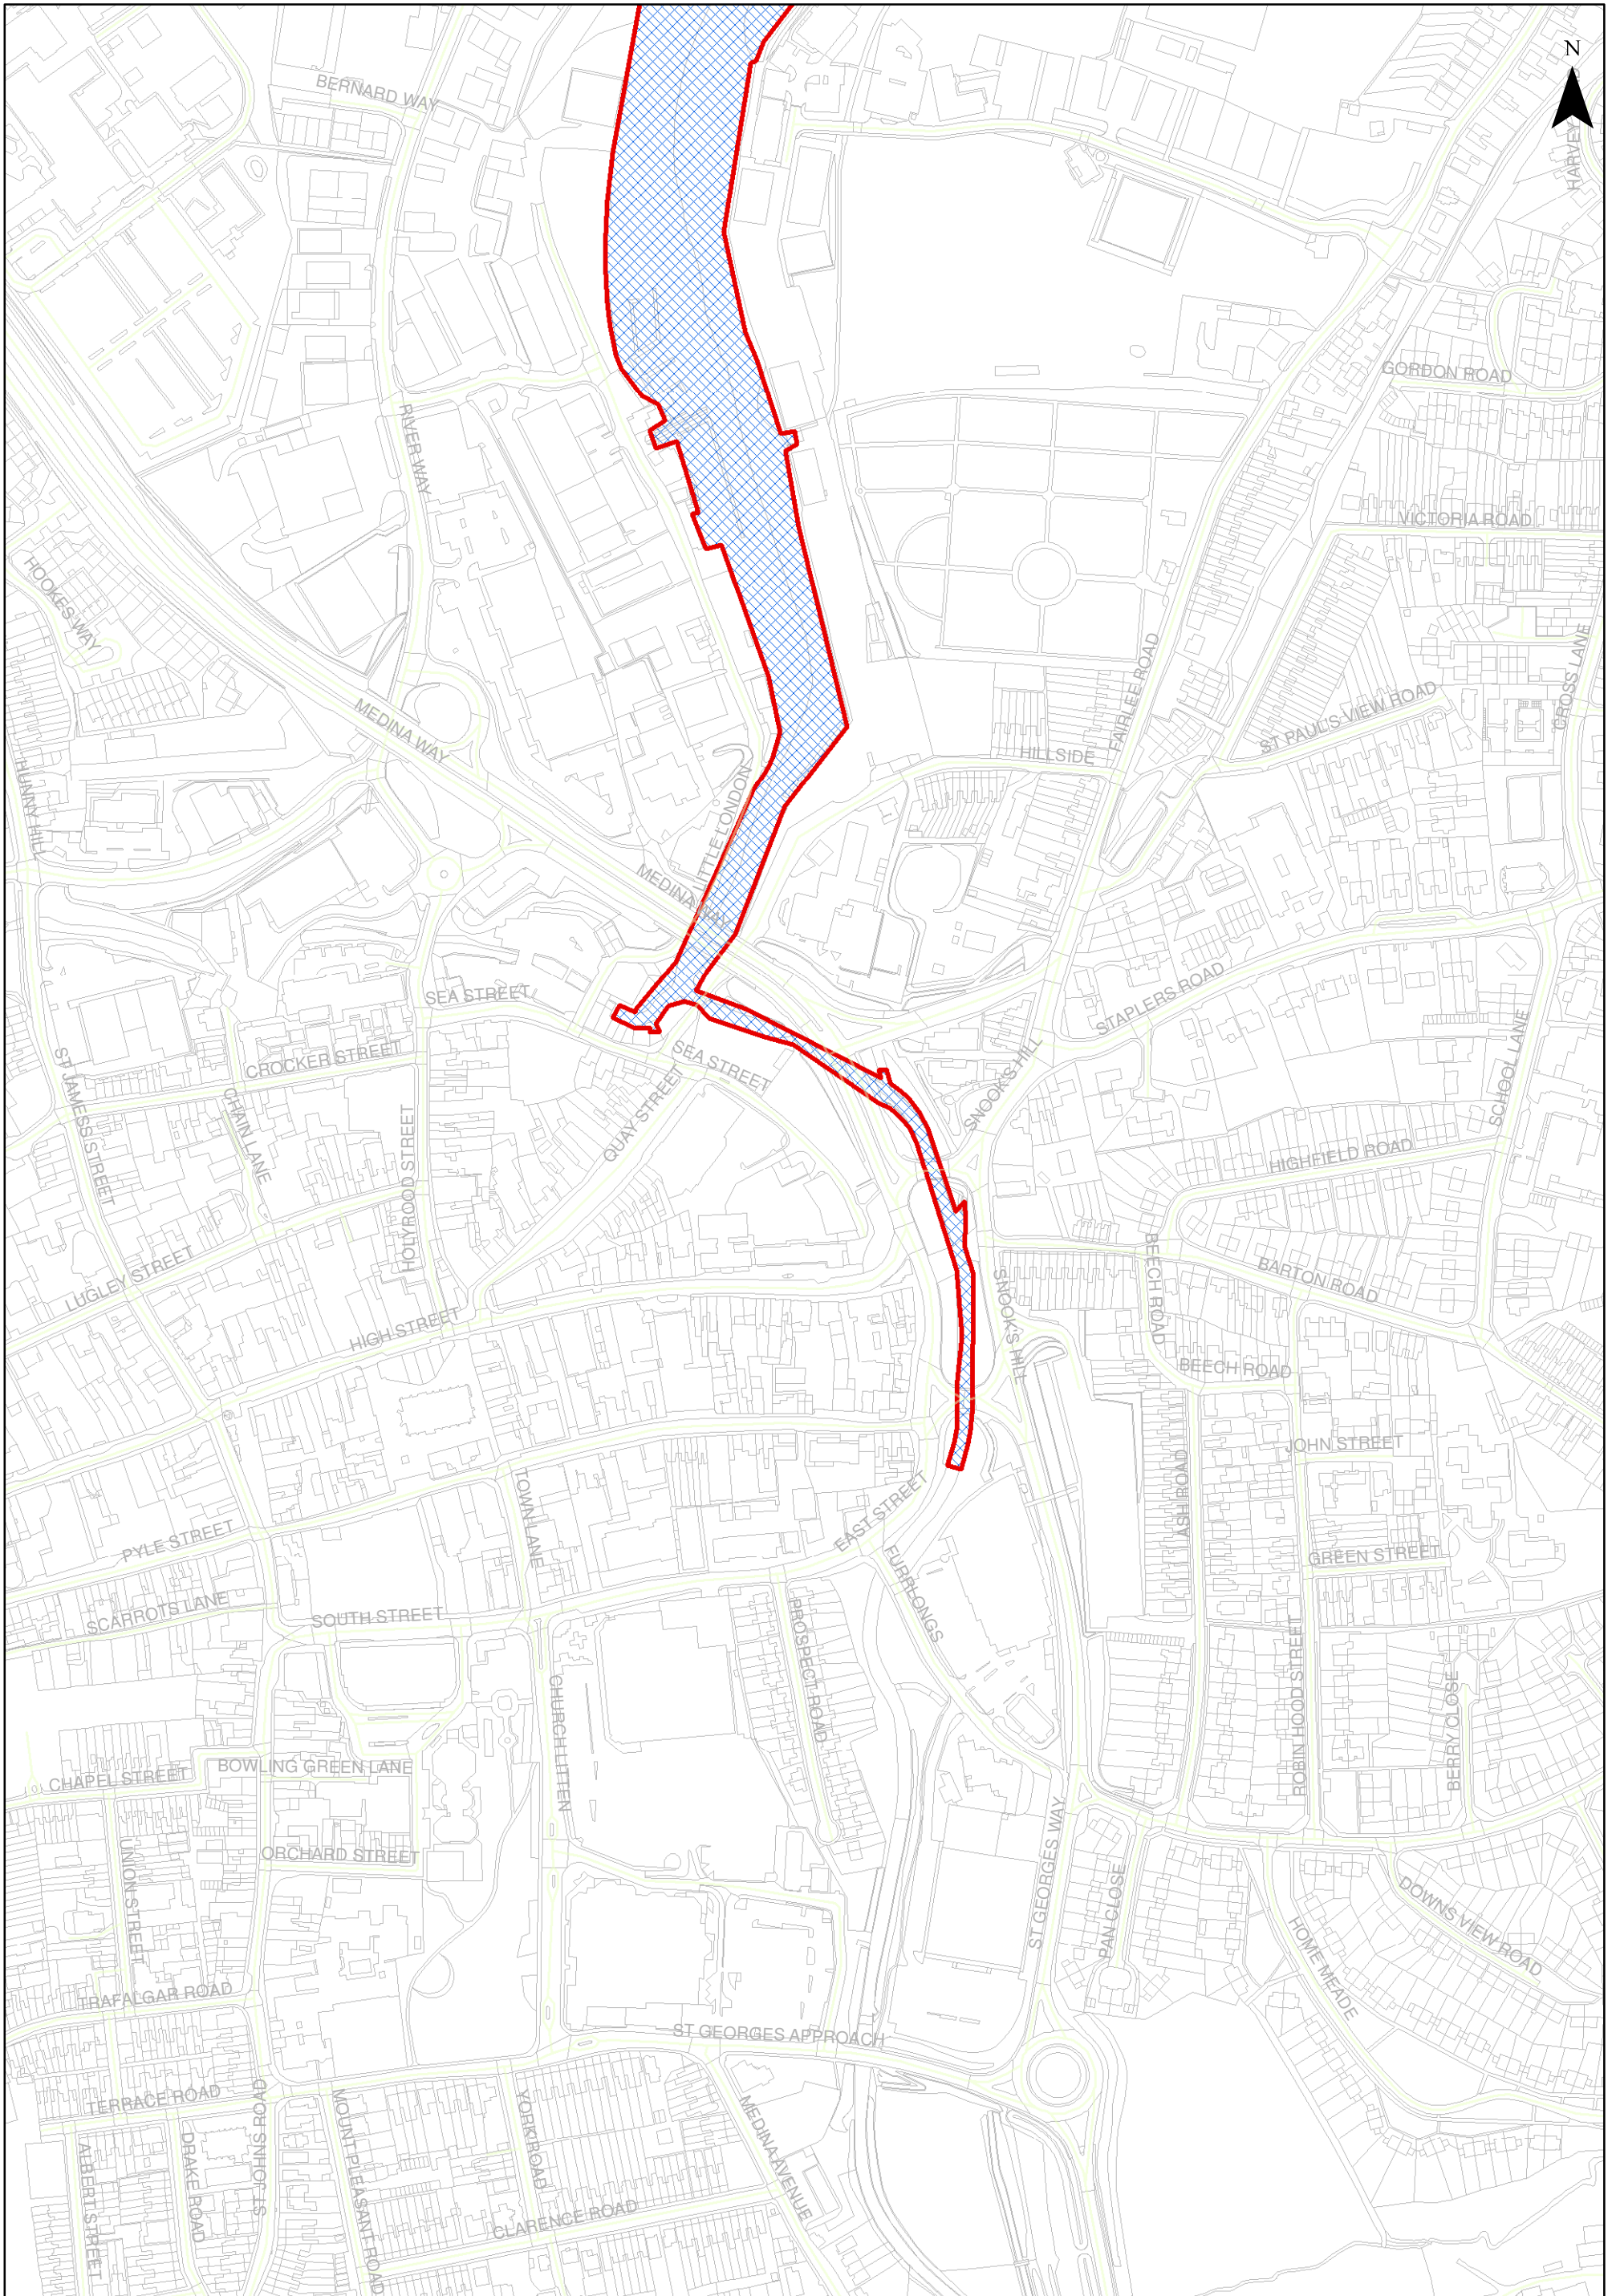 N
BERNARD WAY
HARVEY
GORDON ROAD
RIVER WAY
VICTORIA ROAD
HOOKES WAY
CROSS LANE
FAIRLEE ROAD
ST PAUL'S VIEW ROAD
MEDINA WAY
HILLSIDE
HUNNY HILL
LITTLE LONDON
MEDINA WAY
SEA STREET
STAPLERS ROAD
SCHOOL LANE
SEA STREET
SNOOK'S HILL
CROCKER STREET
ST JAMES'S STREET
CHAIN LANE
HOLYROOD STREET
QUAY STREET
HIGHFIELD ROAD
LUGLEY STREET
BEECH ROAD
BARTON ROAD
SNOOK'S HILL
HIGH STREET
BEECH ROAD
JOHN STREET
ASH ROAD
TOWN LANE
EAST STREET
PYLE STREET
GREEN STREET
FURRLONGS
SCARROTS LANE
SOUTH STREET
PROSPECT ROAD
ROBIN HOOD STREET
CHURCH LITTEN
BERRY CLOSE
BOWLING GREEN LANE
CHAPEL STREET
ST GEORGES WAY
UNION STREET
ORCHARD STREET
PAN CLOSE
DOWNS VIEW ROAD
HOME MEADE
TRAFALGAR ROAD
ST GEORGES APPROACH
TERRACE ROAD
ST JOHNS ROAD
MOUNT PLEASANT ROAD
YORK ROAD
MEDINA AVENUE
ALBERT STREET
DRAKE ROAD
CLARENCE ROAD